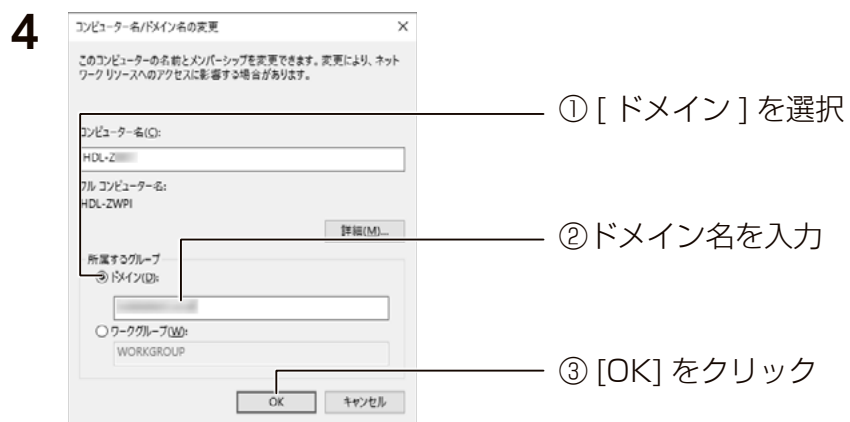 4
コンピューター名/ドメイン名の変更
このコンピューターの名前とメンバーシップを変更できます。変更により、ネット
ワーク リソースへのアクセスに影響する場合があります。
① [ ドメイン ] を選択
コンピューター名(C):
HDL-Z
フル コンピューター名:
HDL-ZWPI
詳細(M)...
②ドメイン名を入力
所属するグループ
ドメイン(D):
ワークグループ(W):
WORKGROUP
③ [OK] をクリック
OK
キャンセル